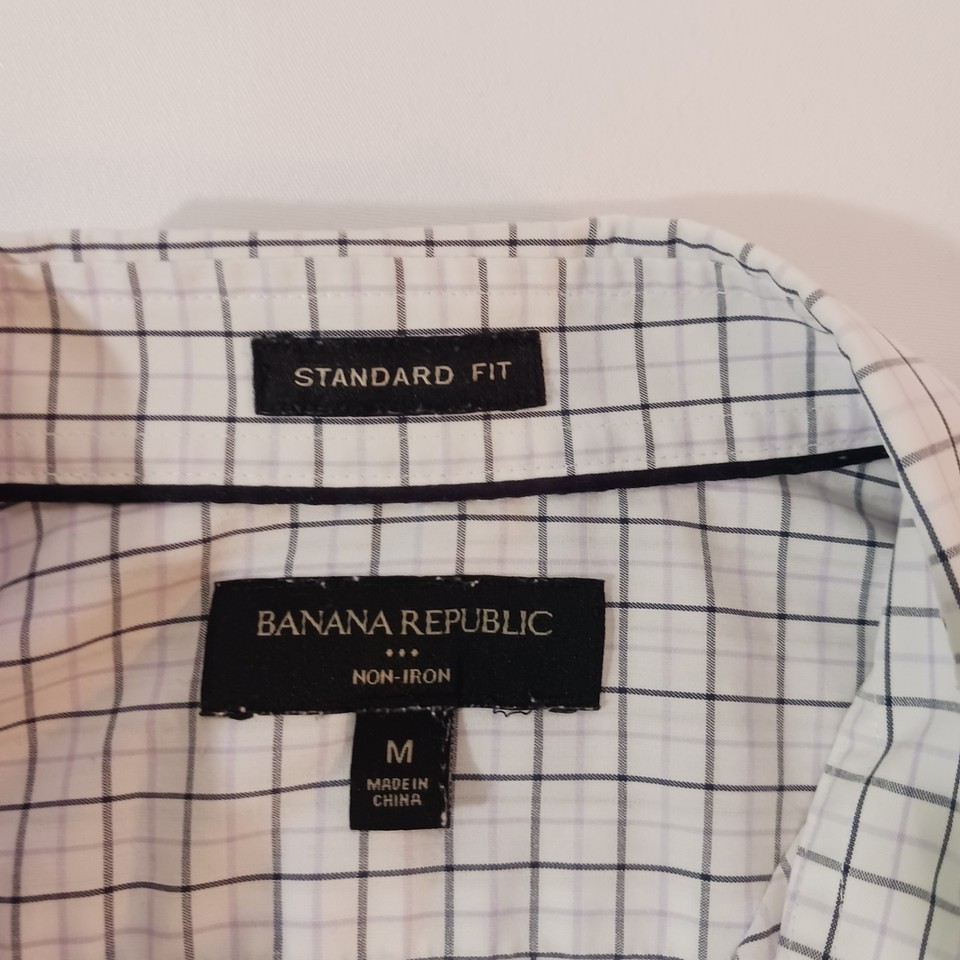 STANDARD FIT
BANANA REPUBLIC
NON-IRON
M
MADE IN
CHINA